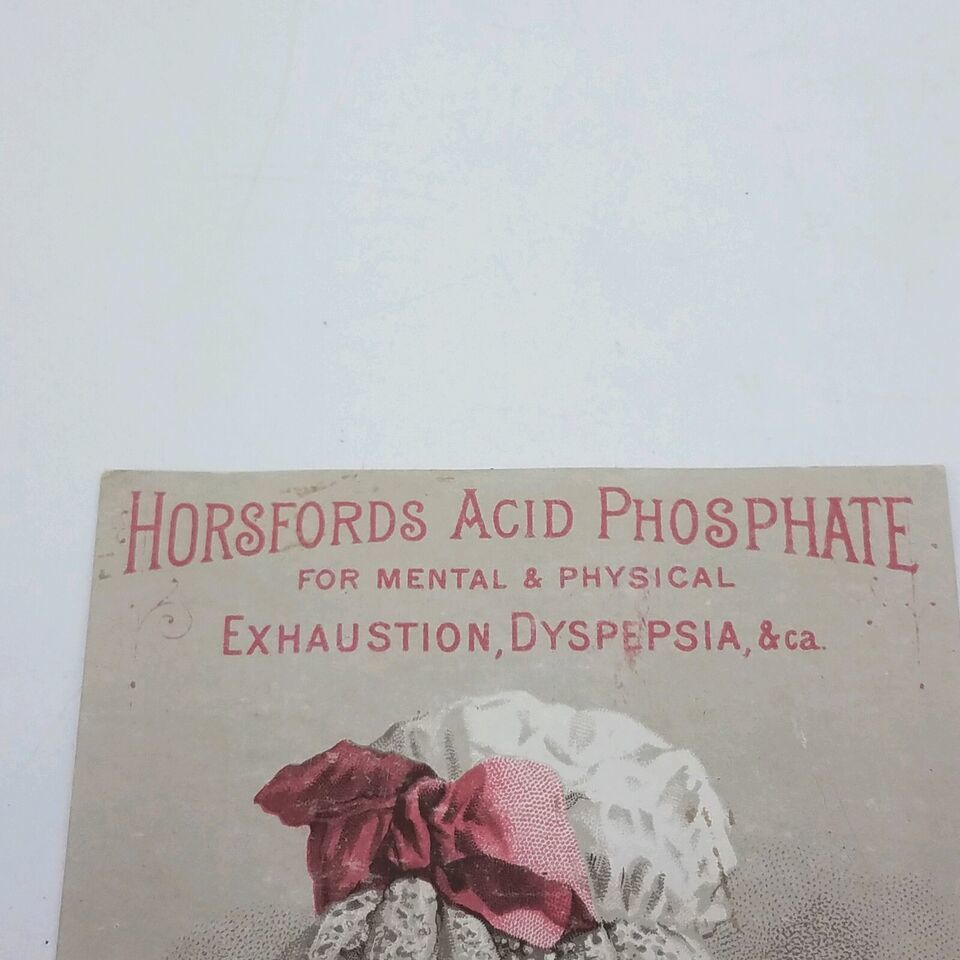 HORSFORDS ACID PHOSPHATE
FOR MENTAL & PHYSICAL
EXHAUSTION, DYSPEPSIA, &ca.